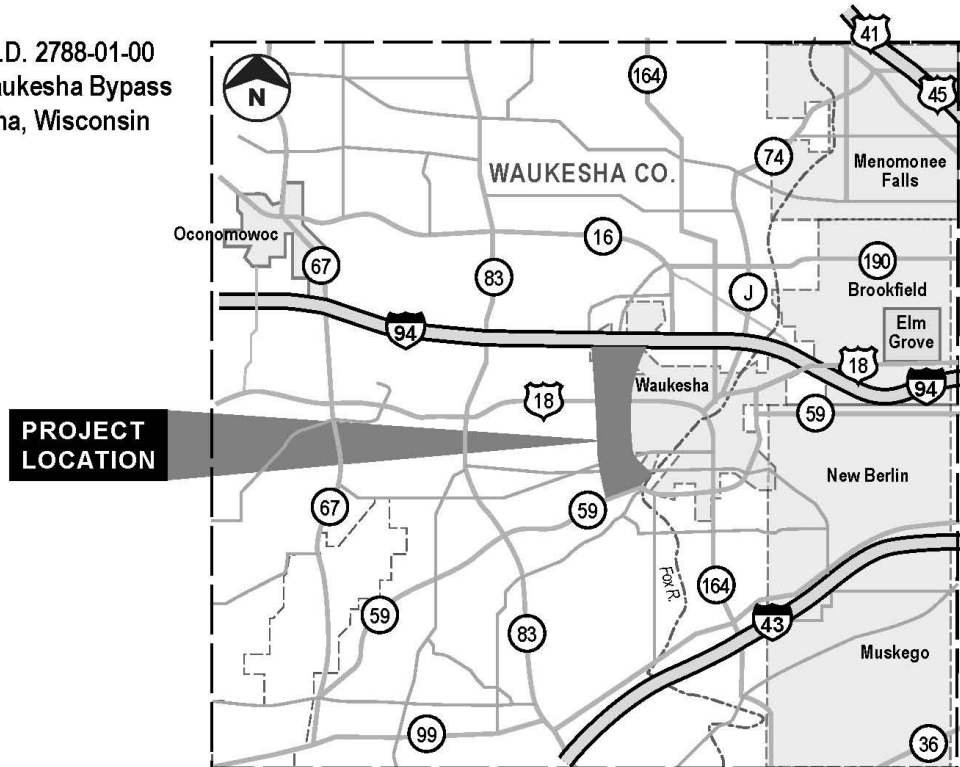 .D. 2788-01-00
aukesha Bypass
na, Wisconsin
N
41
45
164
74
WAUKESHA CO.
Menomonee
Falls
Oconomowoc
16
67
83
190
Brookfield
J
Elm
Grove
94
18
94
Waukesha
18
59
PROJECT
LOCATION
New Berlin
67
59
Fox R.
164
59
43
83
Muskego
99
36